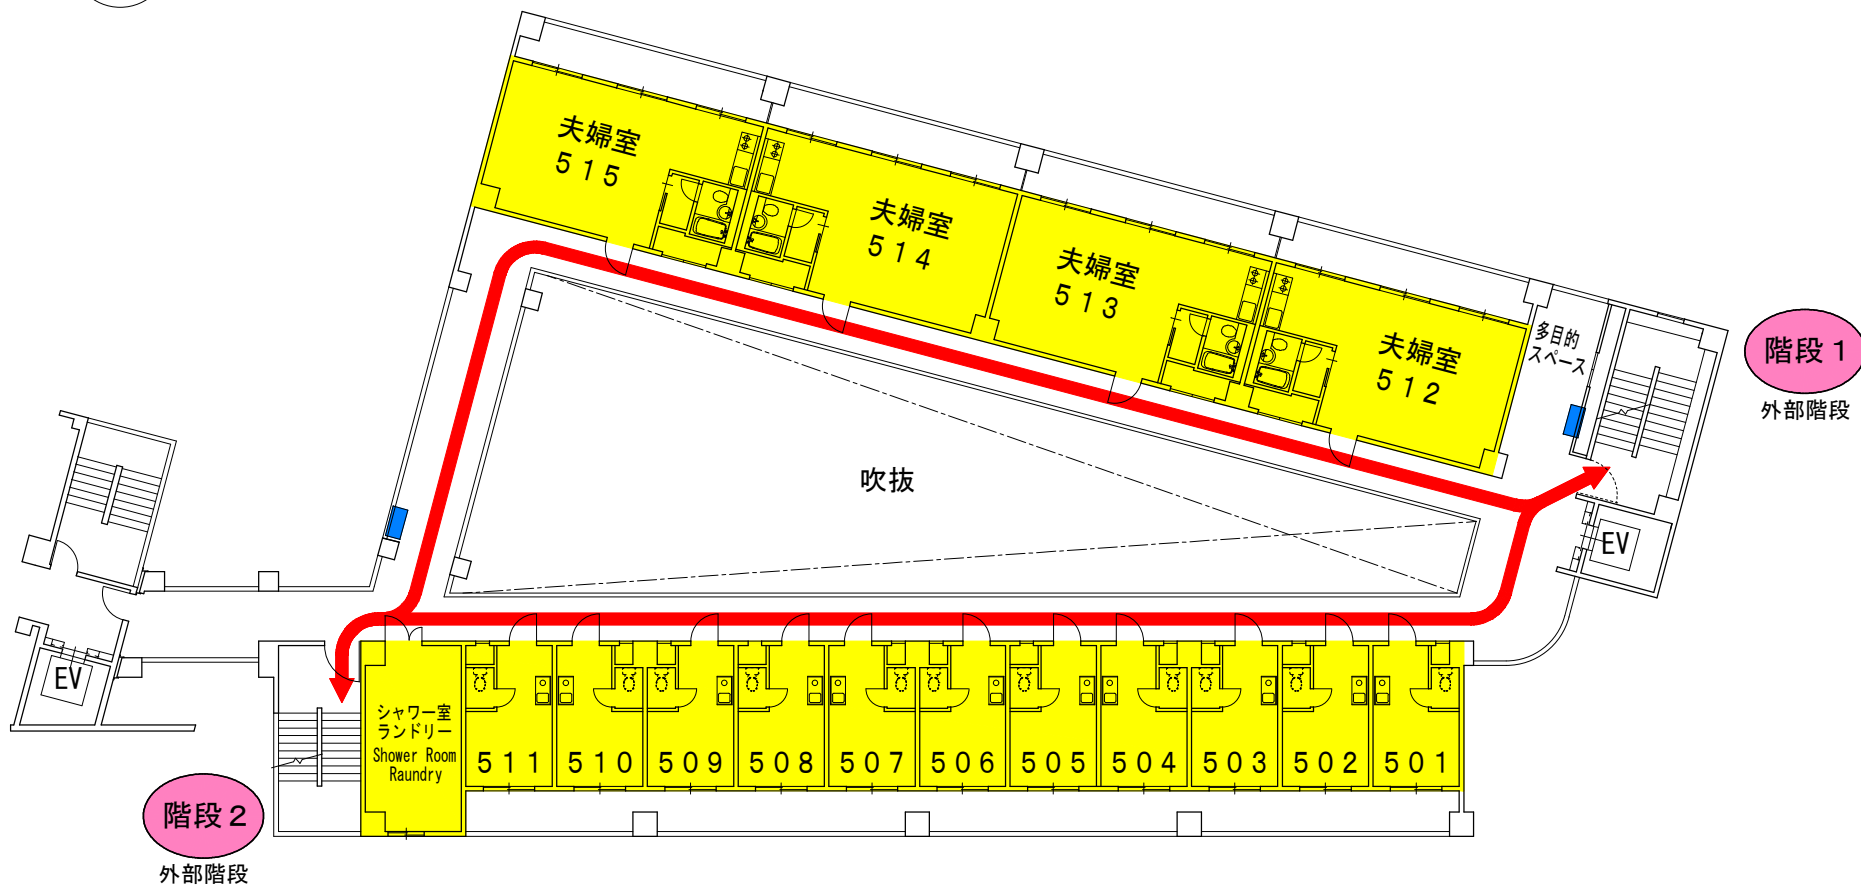 夫婦室
515
夫婦室
514
夫婦室
513
夫婦室
512
多目的
スペース
階段1
外部階段
吹抜
EV
EV
シャワー室
ランドリー
Shower Room
Raundry
511
510
509
508
507
506
505
504
503
502
501
階段2
外部階段